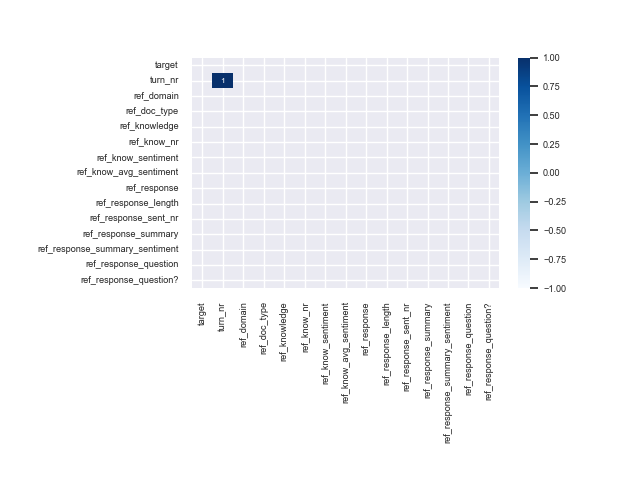 target
turn_nr
ref_domain
ref_doc_type
ref_knowledge
ref_know_nr
ref_know_sentiment
ref_know_avg_sentiment
ref_response
ref_response_length
ref_response_sent_nr
ref_response_summary
ref_response_summary_sentiment
ref_response_question
ref_response_question?
1
target
turn_nr
ref_domain
ref_doc_type
ref_knowledge
ref_know_nr
ref_know_sentiment
ref_know_avg_sentiment
ref_response
ref_response_length
ref_response_sent_nr
ref_response_summary
ref_response_summary_sentiment
ref_response_question
ref_response_question?
1.00
0.75
0.50
0.25
0.00
−0.25
−0.50
−0.75
−1.00